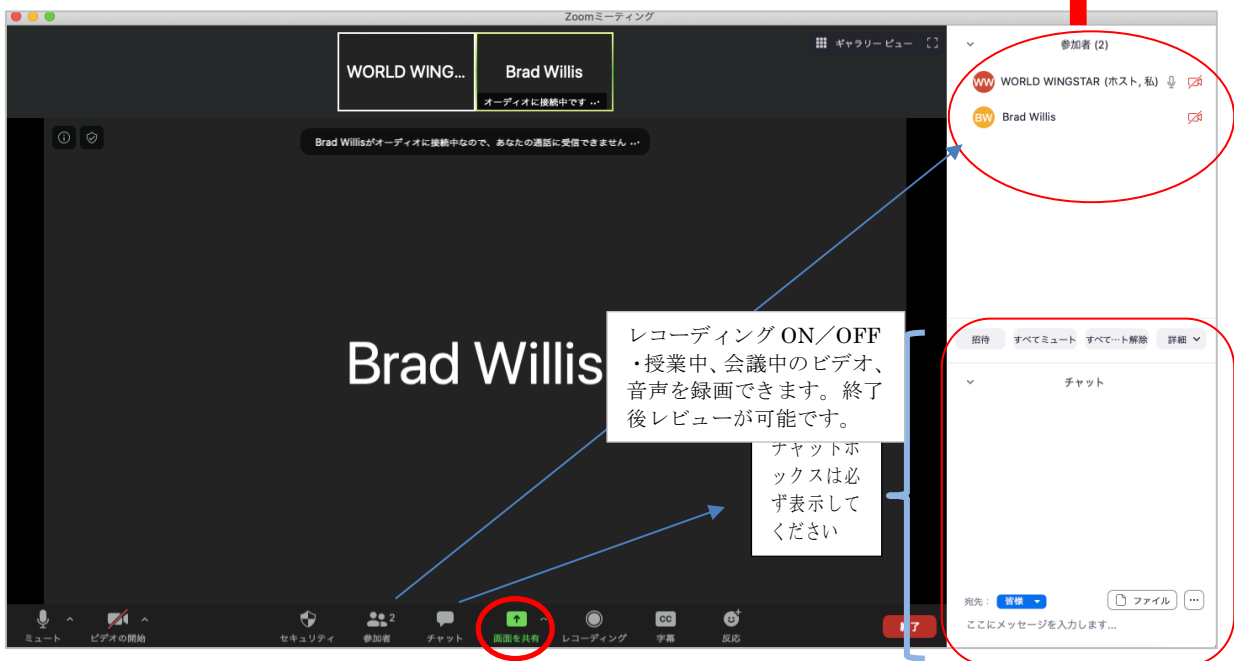 Zoomミーティング
ギャラリービュー
WORLD WING...
Brad Willis
オーディオに接続中です ...
Brad Willisがオーディオに接続中なので、あなたの通話に受信できません ...
Brad Willis
レコーディング ON／OFF
・授業中、会議中のビデオ、
音声を録画できます。終了
後レビューが可能です。
チャットボ
ックスは必
ず表示して
ください
参加者 (2)
WW WORLD WINGSTAR (ホスト, 私)
BW Brad Willis
招待 すべてミュート すべて…ト解除 詳細
チャット
宛先： 皆様 ファイル ...
ここにメッセージを入力します...
2 CC
ミュート ビデオの開始 セキュリティ 参加者 チャット 画面を共有 レコーディング 字幕 反応 終了